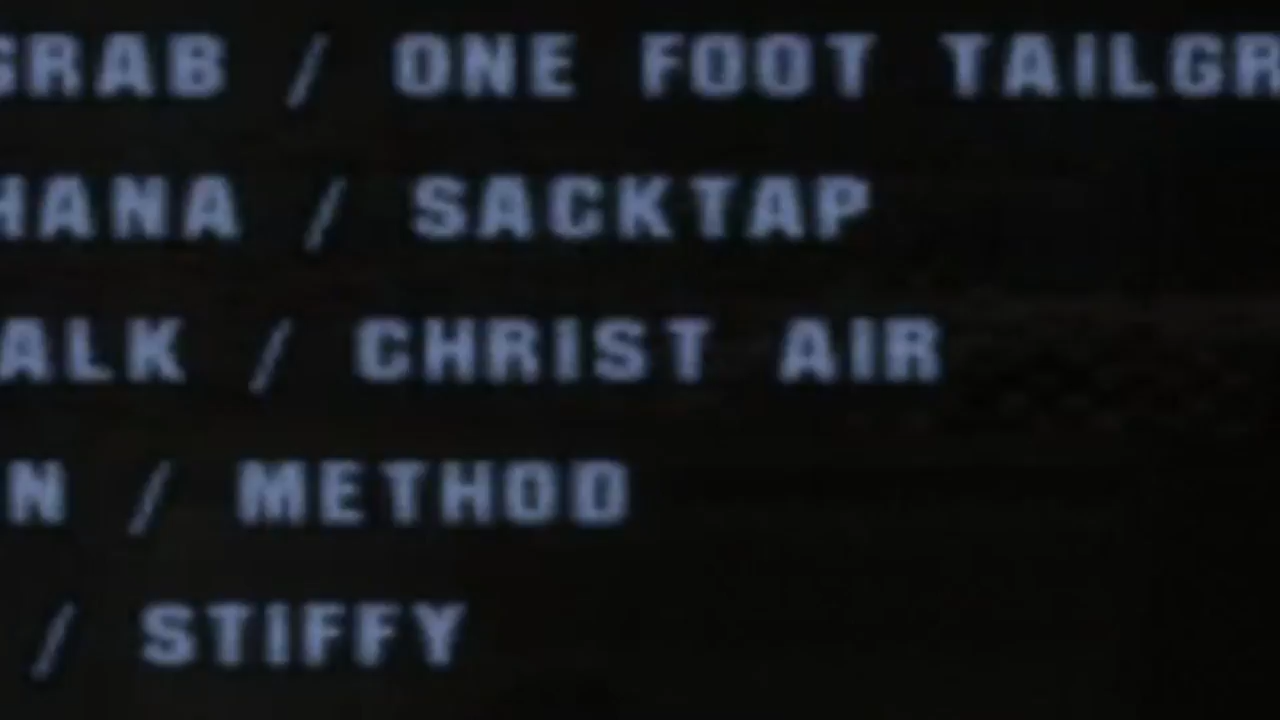 GRAB / ONE FOOT TAILGR
HANA / SACKTAP
ALK / CHRIST AIR
N / METHOD
/ STIFFY